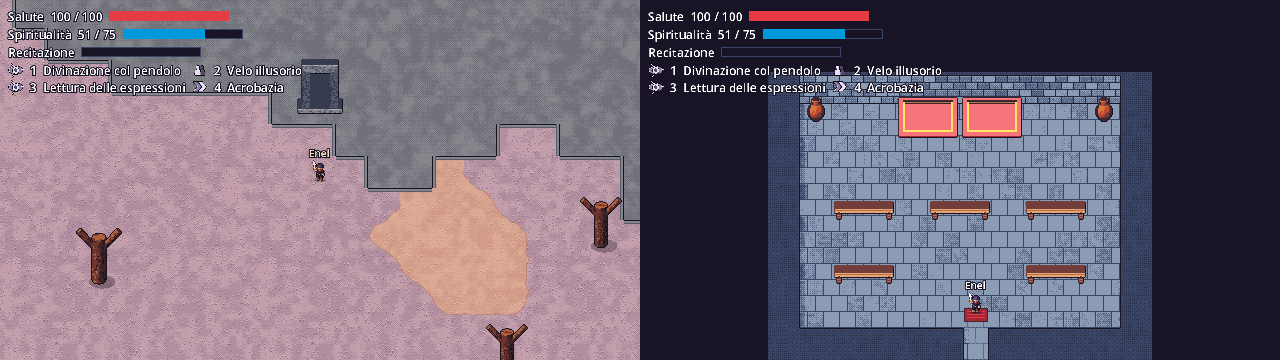 Salute 100 / 100
Spiritualità 51 / 75
Recitazione
1 Divinazione col pendolo 2 Velo illusorio
3 Lettura delle espressioni 4 Acrobazia
Enel
Salute 100 / 100
Spiritualità 51 / 75
Recitazione
1 Divinazione col pendolo 2 Velo illusorio
3 Lettura delle espressioni 4 Acrobazia
Enel